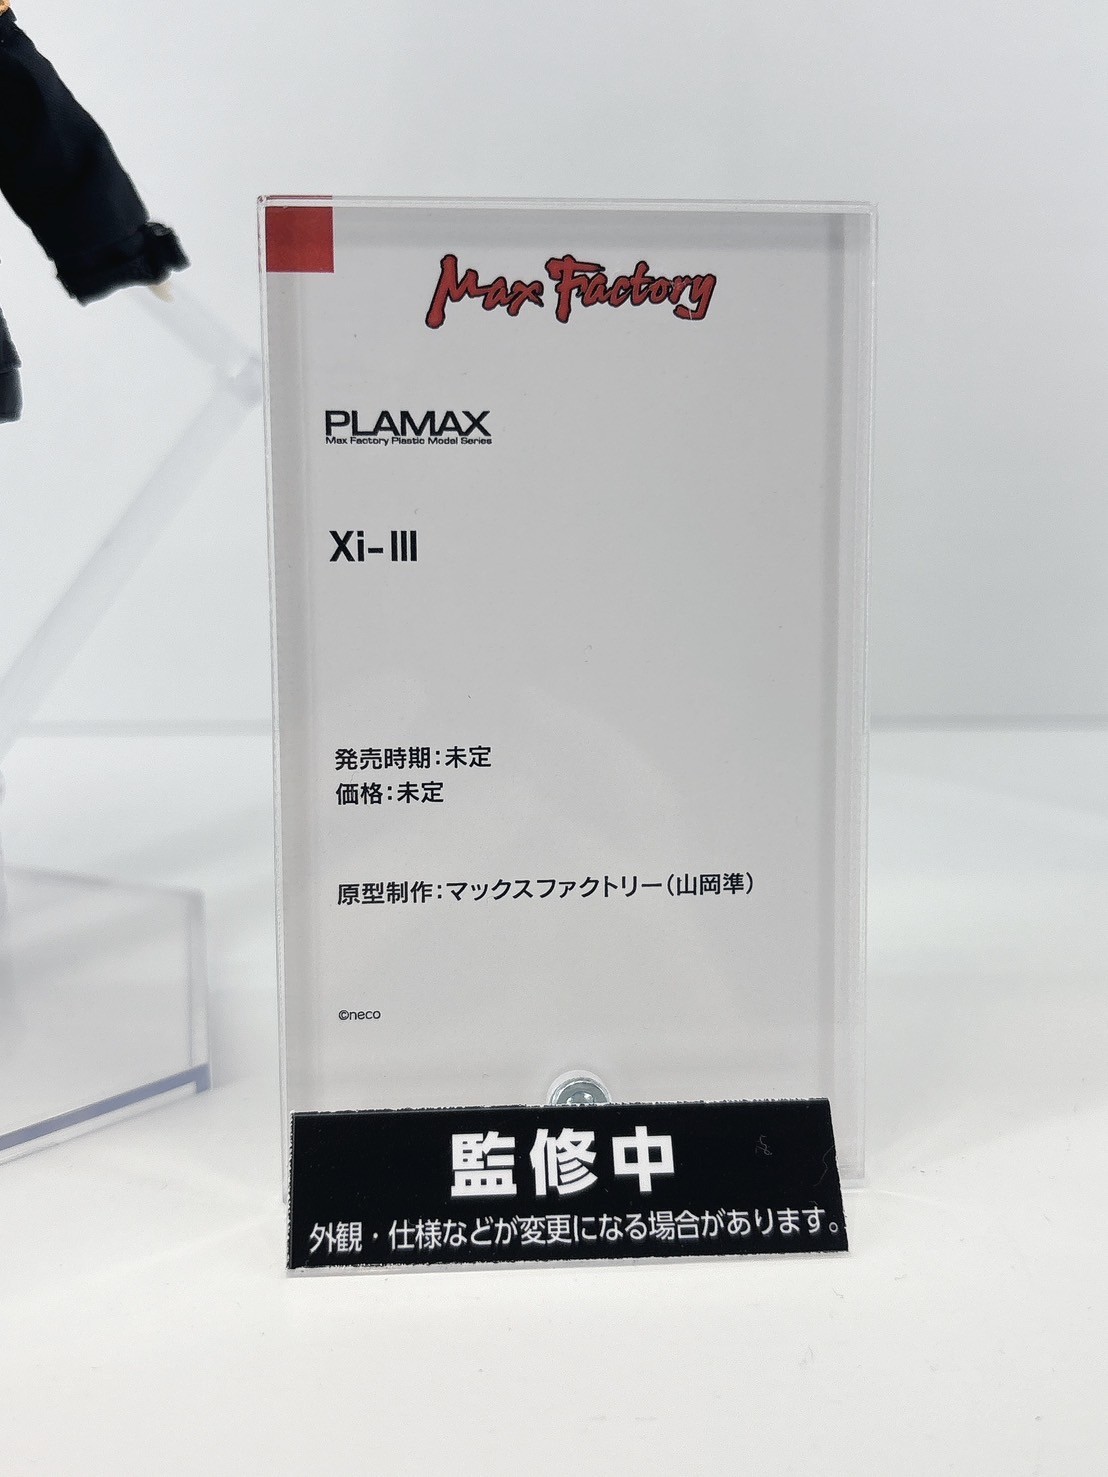 Max Factory
PLAMAX
Max Factory Plastic Model Series
Xi-III
発売時期：未定
価格：未定
原型制作：マックスファクトリー（山岡準）
©neco
監修中
外観・仕様などが変更になる場合があります。